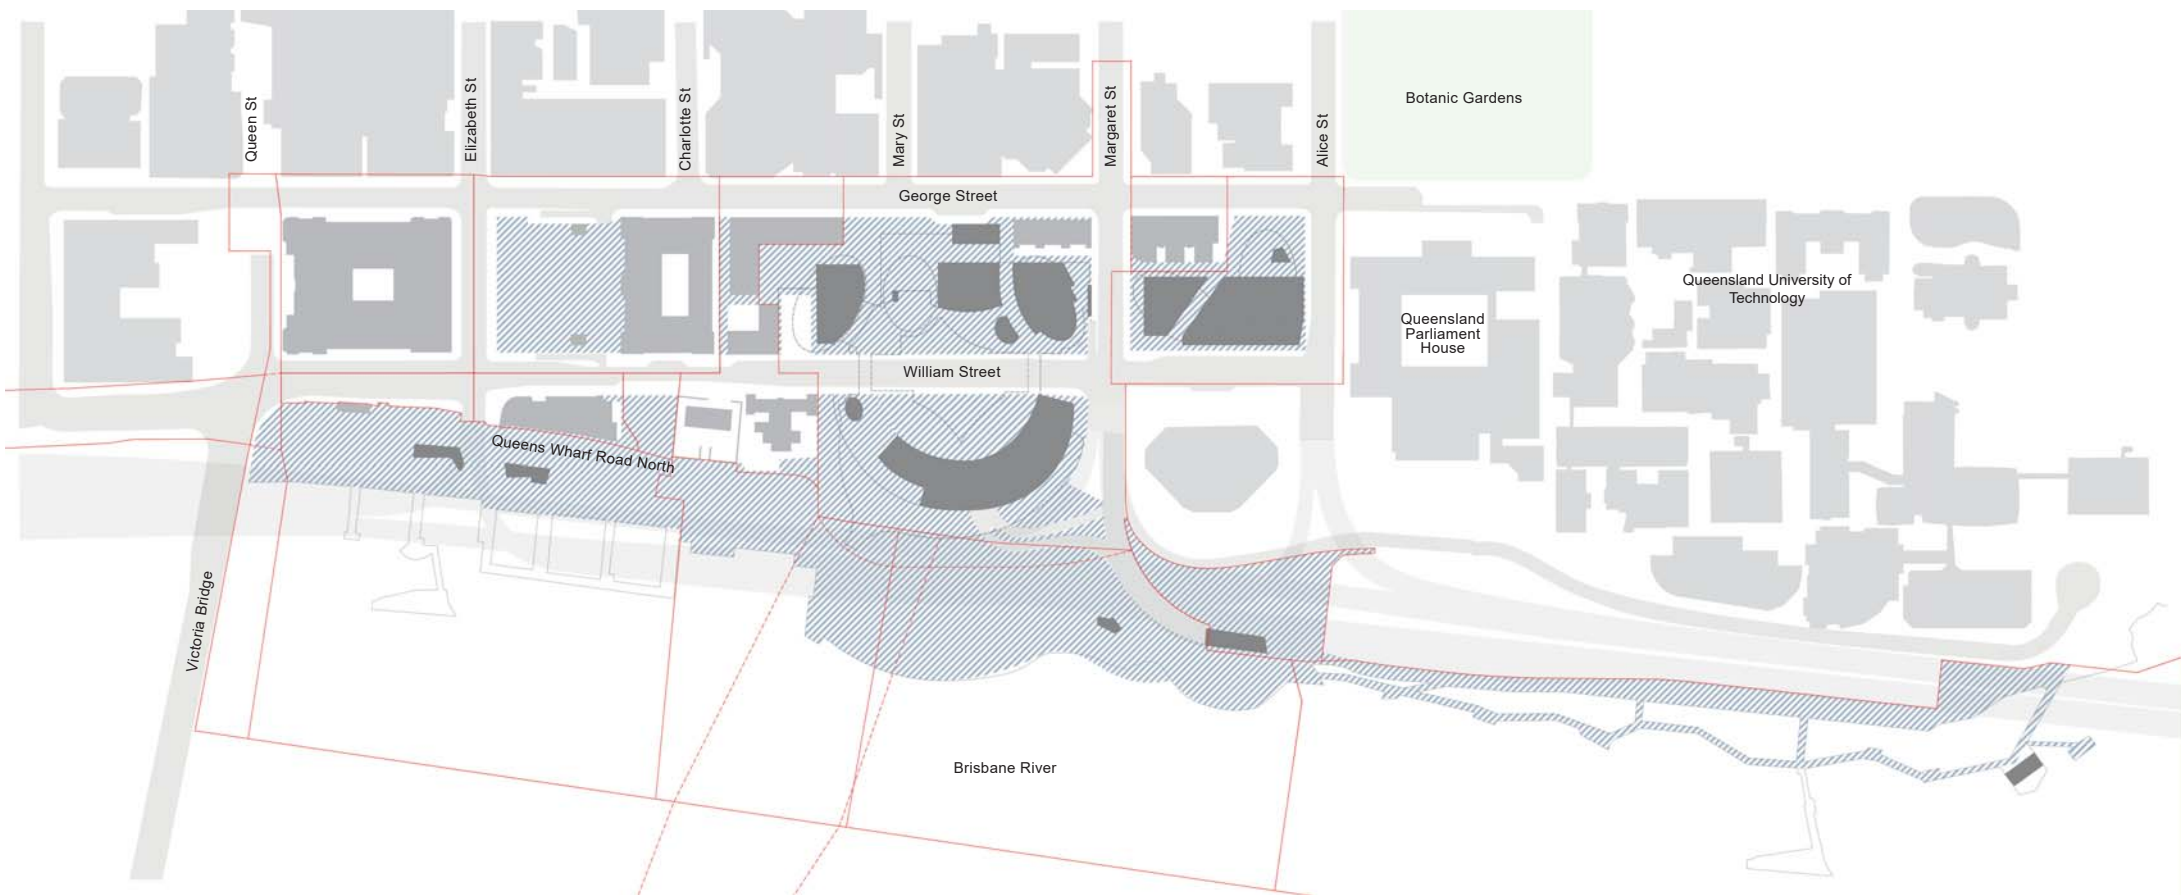 Queen St
Elizabeth St
Charlotte St
Mary St
Margaret St
Alice St
Botanic Gardens
George Street
Queensland University of
Technology
Queensland
Parliament
House
William Street
Queens Wharf Road North
Victoria Bridge
Brisbane River